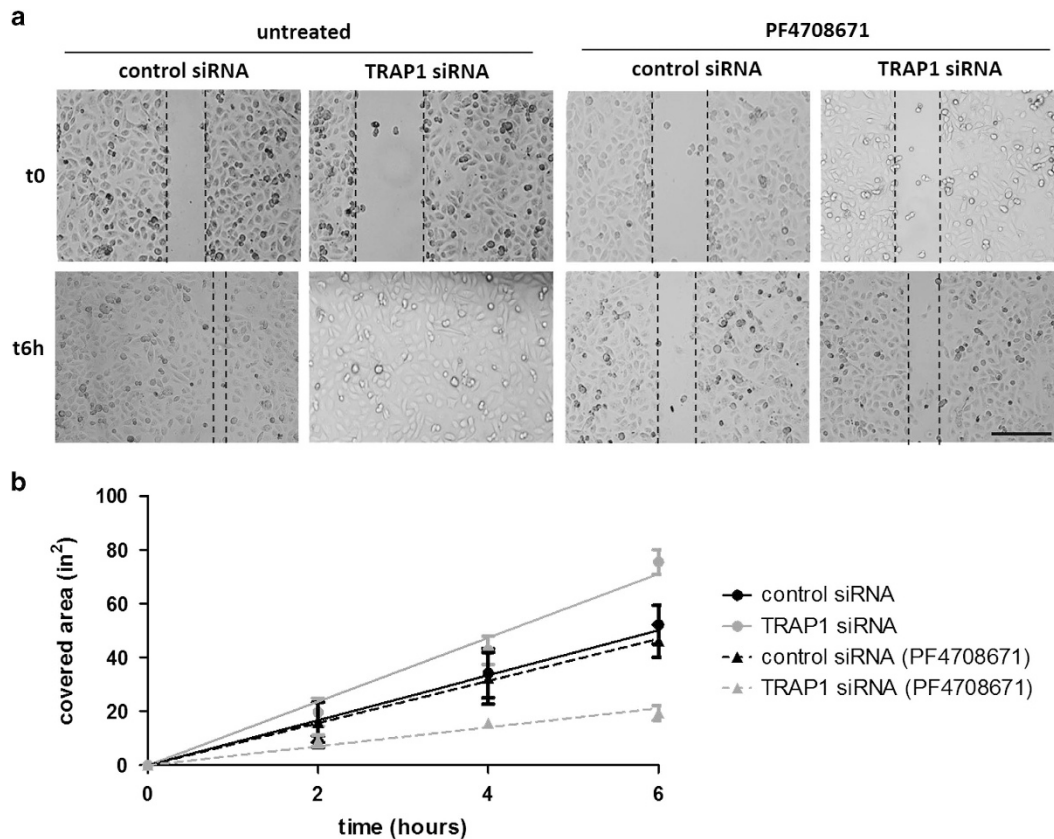 a
untreated
PF4708671
control siRNA
TRAP1 siRNA
control siRNA
TRAP1 siRNA
t0
t6h
b
100
80
60
40
20
0
covered area (in²)
0
2
4
6
time (hours)
control siRNA
TRAP1 siRNA
control siRNA (PF4708671)
TRAP1 siRNA (PF4708671)